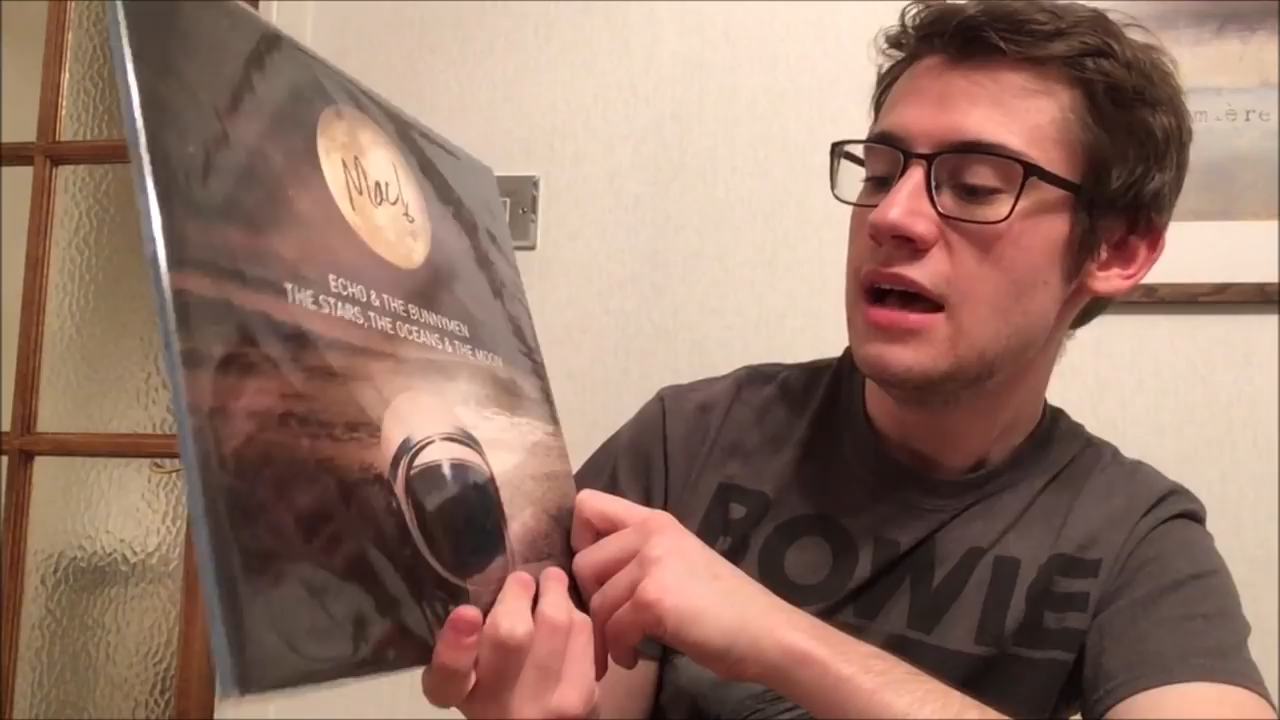 Mac
ECHO & THE BUNNYMEN
THE STARS, THE OCEANS & THE MOON
BOWIE
mière